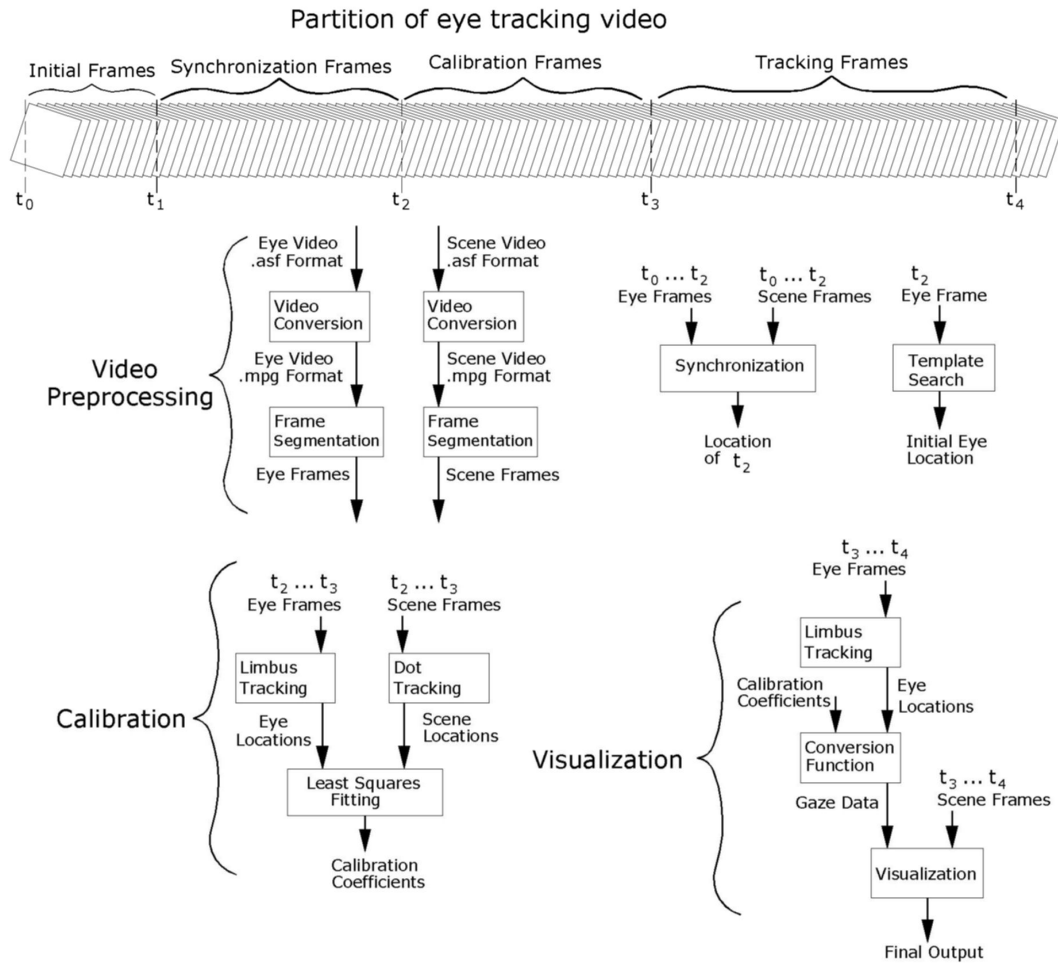 Partition of eye tracking video
Initial Frames
Synchronization Frames
Calibration Frames
Tracking Frames
t0
t1
t2
t3
t4
Video
Preprocessing
Eye Video
.asf Format
Scene Video
.asf Format
Video
Conversion
Video
Conversion
Eye Video
.mpg Format
Scene Video
.mpg Format
Frame
Segmentation
Frame
Segmentation
Eye Frames
Scene Frames
t0 ... t2
Eye Frames
t0 ... t2
Scene Frames
Synchronization
Location
of t2
t2
Eye Frame
Template
Search
Initial Eye
Location
Calibration
t2 ... t3
Eye Frames
t2 ... t3
Scene Frames
Limbus
Tracking
Dot
Tracking
Eye
Locations
Scene
Locations
Least Squares
Fitting
Calibration
Coefficients
Visualization
t3 ... t4
Eye Frames
Limbus
Tracking
Calibration
Coefficients
Eye
Locations
Conversion
Function
Gaze Data
t3 ... t4
Scene Frames
Visualization
Final Output